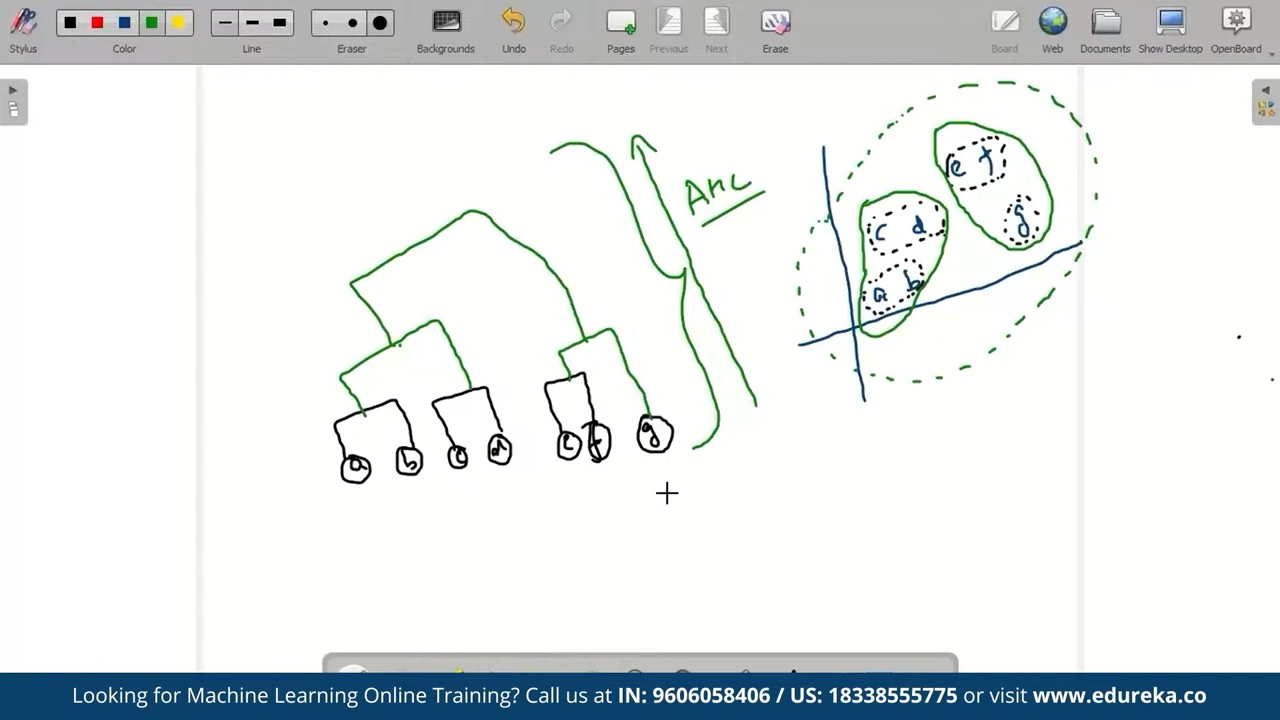 Stylus
Color
Line
Eraser
Backgrounds
Undo
Redo
Pages
Previous
Next
Erase
Board
Web
Documents
Show Desktop
OpenBoard
AHC
e f
g
c d
a b
a b c d e f g
Looking for Machine Learning Online Training? Call us at IN: 9606058406 / US: 18338555775 or visit www.edureka.co